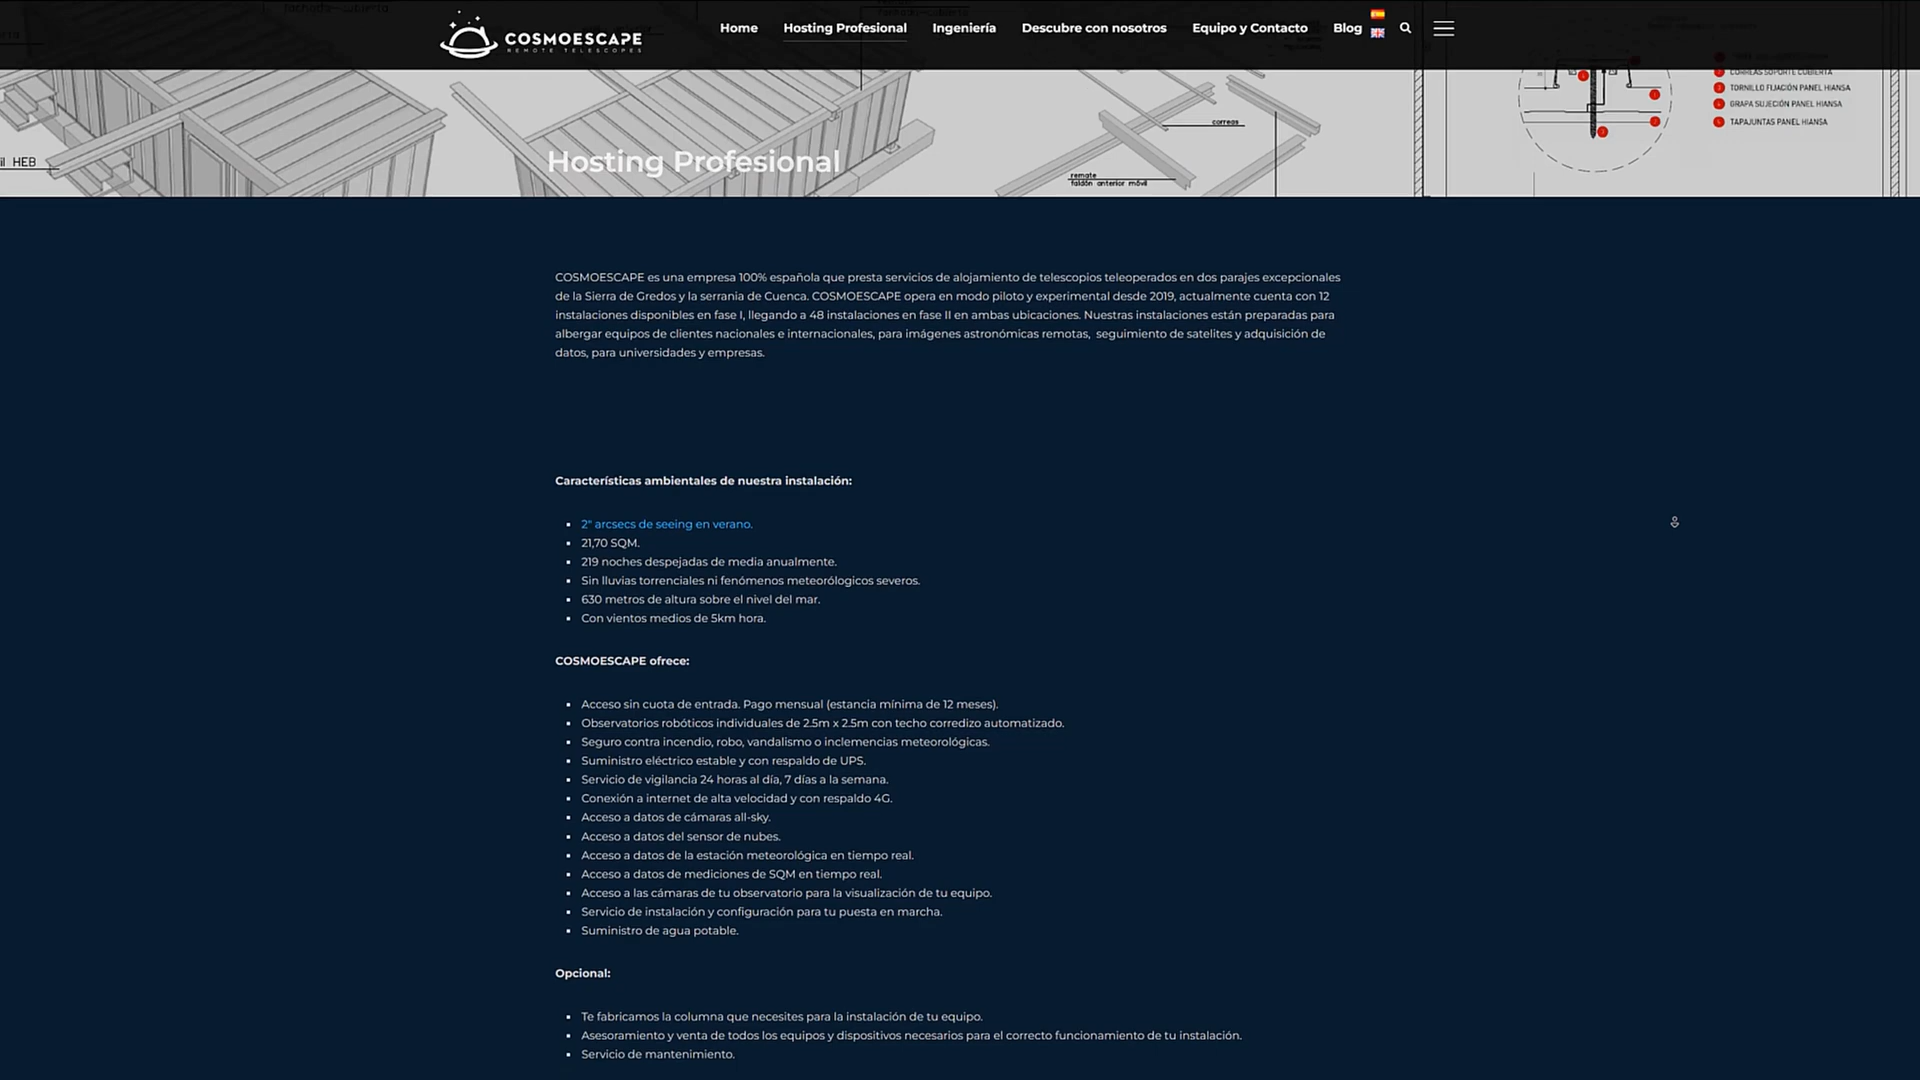 COSMOESCAPE
REMOTE TELESCOPES
Home
Hosting Profesional
Ingeniería
Descubre con nosotros
Equipo y Contacto
Blog
CORREAS SOPORTE CUBIERTA
TORNILLO FIJACIÓN PANEL HIANSA
GRAPA SUJECIÓN PANEL HIANSA
TAPAJUNTAS PANEL HIANSA
correas
il HEB
Hosting Profesional
remate
faldón anterior móvil
COSMOESCAPE es una empresa 100% española que presta servicios de alojamiento de telescopios teleoperados en dos parajes excepcionales
de la Sierra de Gredos y la serrania de Cuenca. COSMOESCAPE opera en modo piloto y experimental desde 2019, actualmente cuenta con 12
instalaciones disponibles en fase I, llegando a 48 instalaciones en fase II en ambas ubicaciones. Nuestras instalaciones están preparadas para
albergar equipos de clientes nacionales e internacionales, para imágenes astronómicas remotas, seguimiento de satelites y adquisición de
datos, para universidades y empresas.
Características ambientales de nuestra instalación:
2" arcsecs de seeing en verano.
21,70 SQM.
219 noches despejadas de media anualmente.
Sin lluvias torrenciales ni fenómenos meteorólogicos severos.
630 metros de altura sobre el nivel del mar.
Con vientos medios de 5km hora.
COSMOESCAPE ofrece:
Acceso sin cuota de entrada. Pago mensual (estancia mínima de 12 meses).
Observatorios robóticos individuales de 2.5m x 2.5m con techo corredizo automatizado.
Seguro contra incendio, robo, vandalismo o inclemencias meteorológicas.
Suministro eléctrico estable y con respaldo de UPS.
Servicio de vigilancia 24 horas al día, 7 días a la semana.
Conexión a internet de alta velocidad y con respaldo 4G.
Acceso a datos de cámaras all-sky.
Acceso a datos del sensor de nubes.
Acceso a datos de la estación meteorológica en tiempo real.
Acceso a datos de mediciones de SQM en tiempo real.
Acceso a las cámaras de tu observatorio para la visualización de tu equipo.
Servicio de instalación y configuración para tu puesta en marcha.
Suministro de agua potable.
Opcional:
Te fabricamos la columna que necesites para la instalación de tu equipo.
Asesoramiento y venta de todos los equipos y dispositivos necesarios para el correcto funcionamiento de tu instalación.
Servicio de mantenimiento.